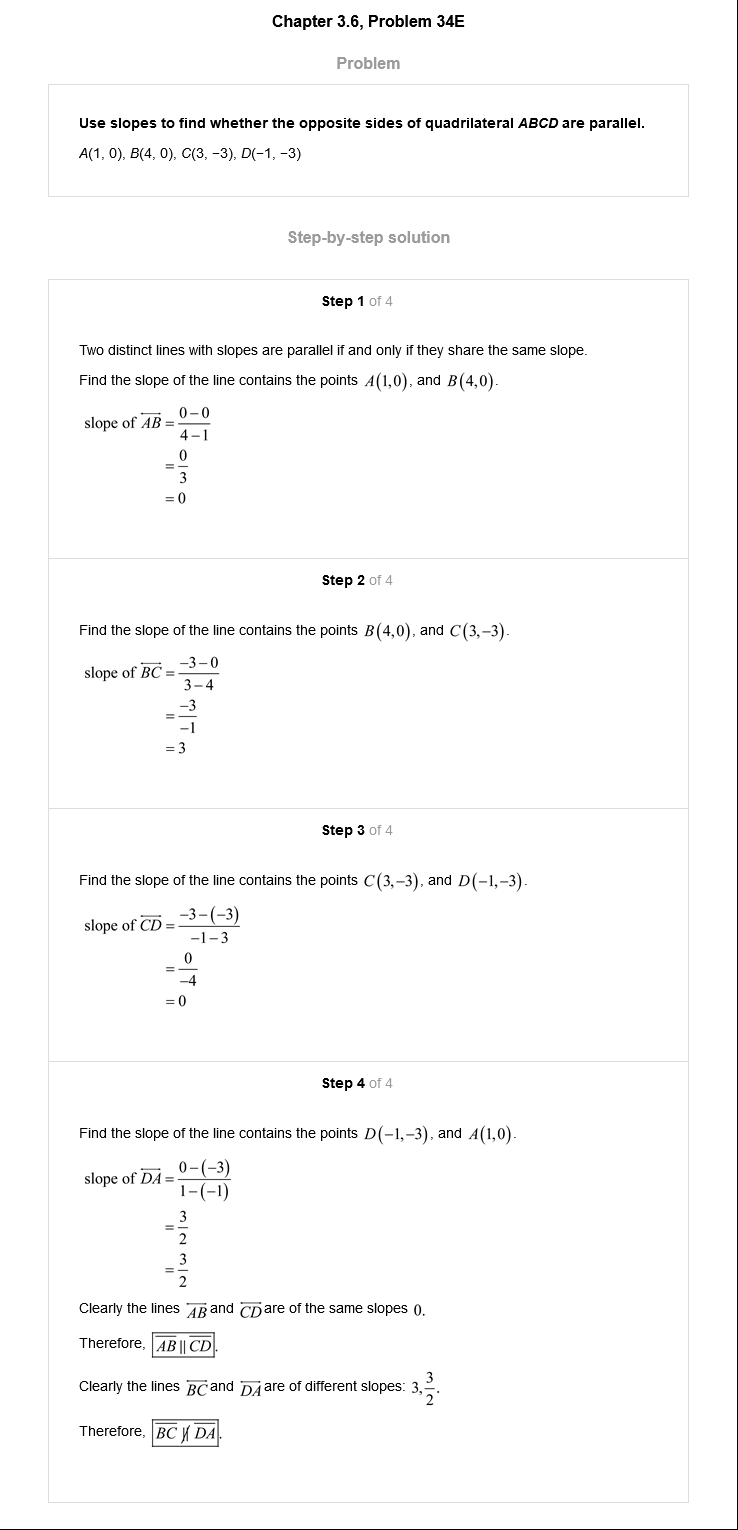 Chapter 3.6, Problem 34E
Problem
Use slopes to find whether the opposite sides of quadrilateral ABCD are parallel.
A(1, 0), B(4, 0), C(3, −3), D(−1, −3)
Step-by-step solution
Step 1 of 4
Two distinct lines with slopes are parallel if and only if they share the same slope.
Find the slope of the line contains the points A(1,0), and B(4,0).
slope of \overleftrightarrow{AB} = \frac{0-0}{4-1}
= \frac{0}{3}
= 0
Step 2 of 4
Find the slope of the line contains the points B(4,0), and C(3,−3).
slope of \overleftrightarrow{BC} = \frac{-3-0}{3-4}
= \frac{-3}{-1}
= 3
Step 3 of 4
Find the slope of the line contains the points C(3,−3), and D(−1,−3).
slope of \overleftrightarrow{CD} = \frac{-3-(-3)}{-1-3}
= \frac{0}{-4}
= 0
Step 4 of 4
Find the slope of the line contains the points D(−1,−3), and A(1,0).
slope of \overleftrightarrow{DA} = \frac{0-(-3)}{1-(-1)}
= \frac{3}{2}
= \frac{3}{2}
Clearly the lines \overleftrightarrow{AB} and \overleftrightarrow{CD} are of the same slopes 0.
Therefore, \overline{AB} || \overline{CD}.
Clearly the lines \overleftrightarrow{BC} and \overleftrightarrow{DA} are of different slopes: 3, \frac{3}{2}.
Therefore, \overline{BC} ∦ \overline{DA}.